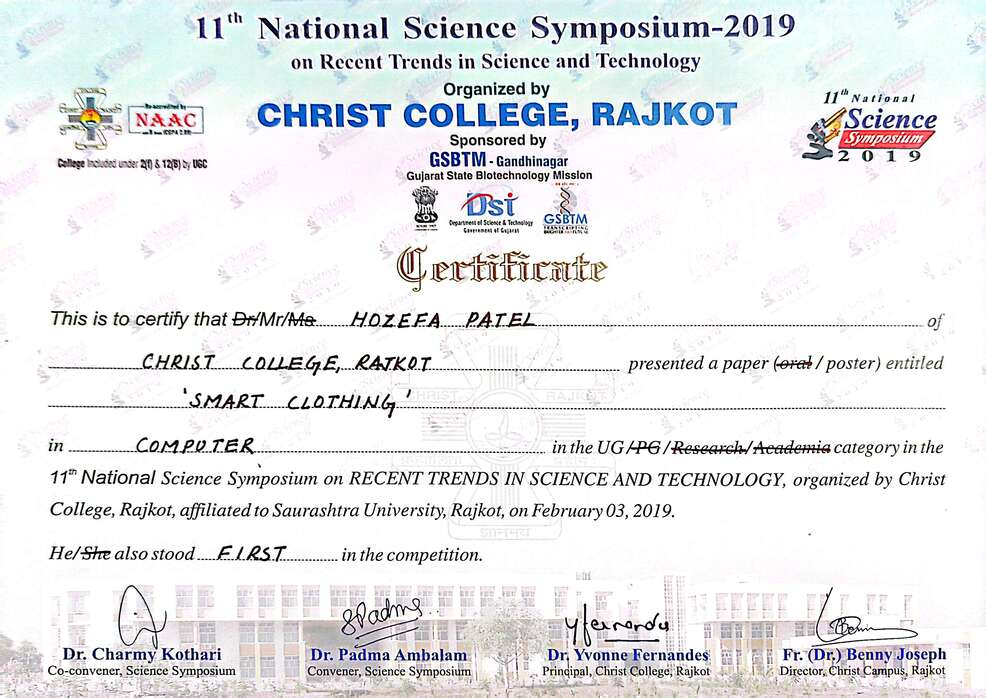 11th National Science Symposium-2019
on Recent Trends in Science and Technology
Organized by
CHRIST COLLEGE, RAJKOT
Sponsored by
GSBTM - Gandhinagar
Gujarat State Biotechnology Mission
Re-accredited by
NAAC
College included under 2(f) & 12(B) by UGC
11th National
Science
Symposium
2019
Dst
Department of Science & Technology
Government of Gujarat
GSBTM
Certificate
This is to certify that Dr/Mr/Ms HOZEFA PATEL of
CHRIST COLLEGE, RAJKOT presented a paper (oral / poster) entitled
'SMART CLOTHING'
in COMPUTER in the UG/PG/Research/Academia category in the
11th National Science Symposium on RECENT TRENDS IN SCIENCE AND TECHNOLOGY, organized by Christ
College, Rajkot, affiliated to Saurashtra University, Rajkot, on February 03, 2019.
He/She also stood FIRST in the competition.
CHRIST RAJKOT
Dr. Charmy Kothari
Co-convener, Science Symposium
SPadma
Dr. Padma Ambalam
Convener, Science Symposium
Yfernandes
Dr. Yvonne Fernandes
Principal, Christ College, Rajkot
Fr. (Dr.) Benny Joseph
Director, Christ Campus, Rajkot